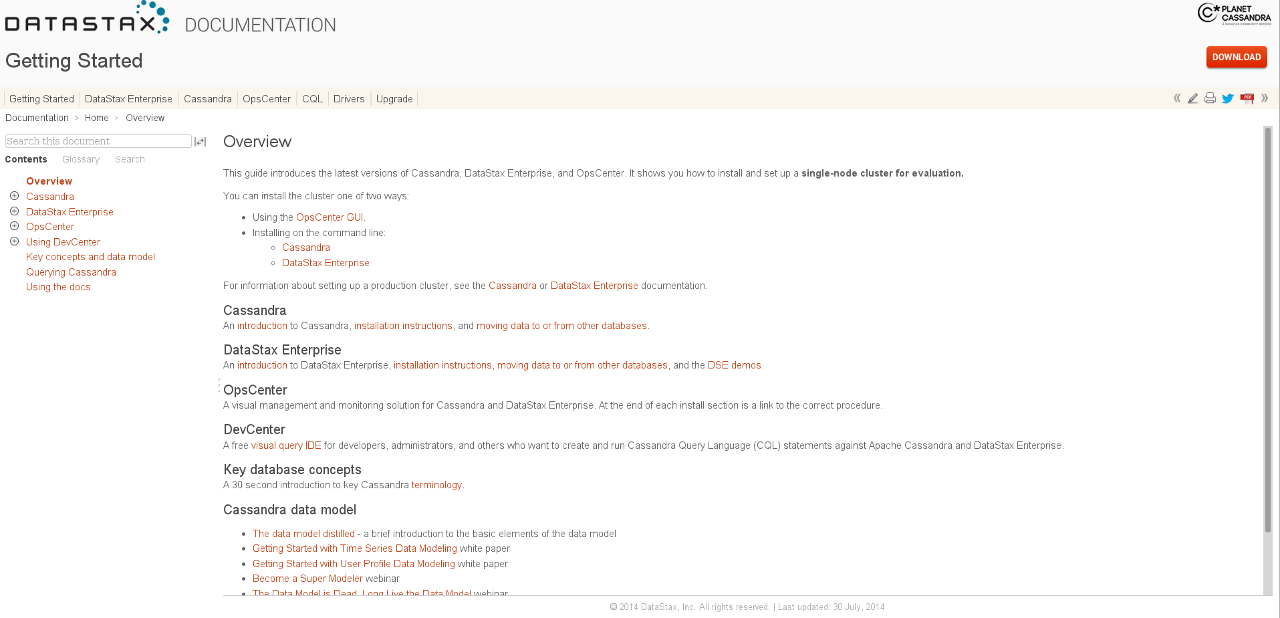 DATASTAX DOCUMENTATION
PLANET CASSANDRA
Getting Started
DOWNLOAD
Getting Started DataStax Enterprise Cassandra OpsCenter CQL Drivers Upgrade
Documentation > Home > Overview
Search this document
Contents Glossary Search
Overview
Cassandra
DataStax Enterprise
OpsCenter
Using DevCenter
Key concepts and data model
Querying Cassandra
Using the docs
Overview
This guide introduces the latest versions of Cassandra, DataStax Enterprise, and OpsCenter. It shows you how to install and set up a single-node cluster for evaluation.
You can install the cluster one of two ways:
• Using the OpsCenter GUI.
• Installing on the command line:
◦ Cassandra
◦ DataStax Enterprise
For information about setting up a production cluster, see the Cassandra or DataStax Enterprise documentation.
Cassandra
An introduction to Cassandra, installation instructions, and moving data to or from other databases.
DataStax Enterprise
An introduction to DataStax Enterprise, installation instructions, moving data to or from other databases, and the DSE demos.
OpsCenter
A visual management and monitoring solution for Cassandra and DataStax Enterprise. At the end of each install section is a link to the correct procedure.
DevCenter
A free visual query IDE for developers, administrators, and others who want to create and run Cassandra Query Language (CQL) statements against Apache Cassandra and DataStax Enterprise.
Key database concepts
A 30 second introduction to key Cassandra terminology.
Cassandra data model
• The data model distilled - a brief introduction to the basic elements of the data model
• Getting Started with Time Series Data Modeling white paper
• Getting Started with User Profile Data Modeling white paper
• Become a Super Modeler webinar
• The Data Model is Dead, Long Live the Data Model webinar
© 2014 DataStax, Inc. All rights reserved. | Last updated: 30 July, 2014